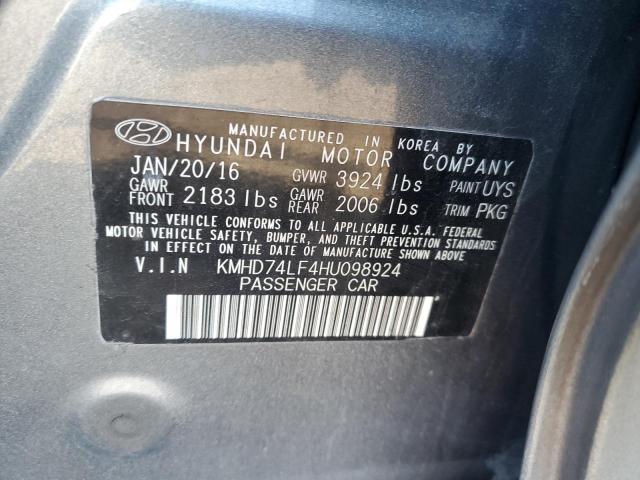 MANUFACTURED IN KOREA BY
HYUNDAI MOTOR COMPANY
JAN/20/16 GVWR 3924 lbs PAINT UYS
GAWR FRONT 2183 lbs GAWR REAR 2006 lbs TRIM PKG
THIS VEHICLE CONFORMS TO ALL APPLICABLE U.S.A. FEDERAL
MOTOR VEHICLE SAFETY, BUMPER, AND THEFT PREVENTION STANDARDS
IN EFFECT ON THE DATE OF MANUFACTURE SHOWN ABOVE
V.I.N KMHD74LF4HU098924
PASSENGER CAR